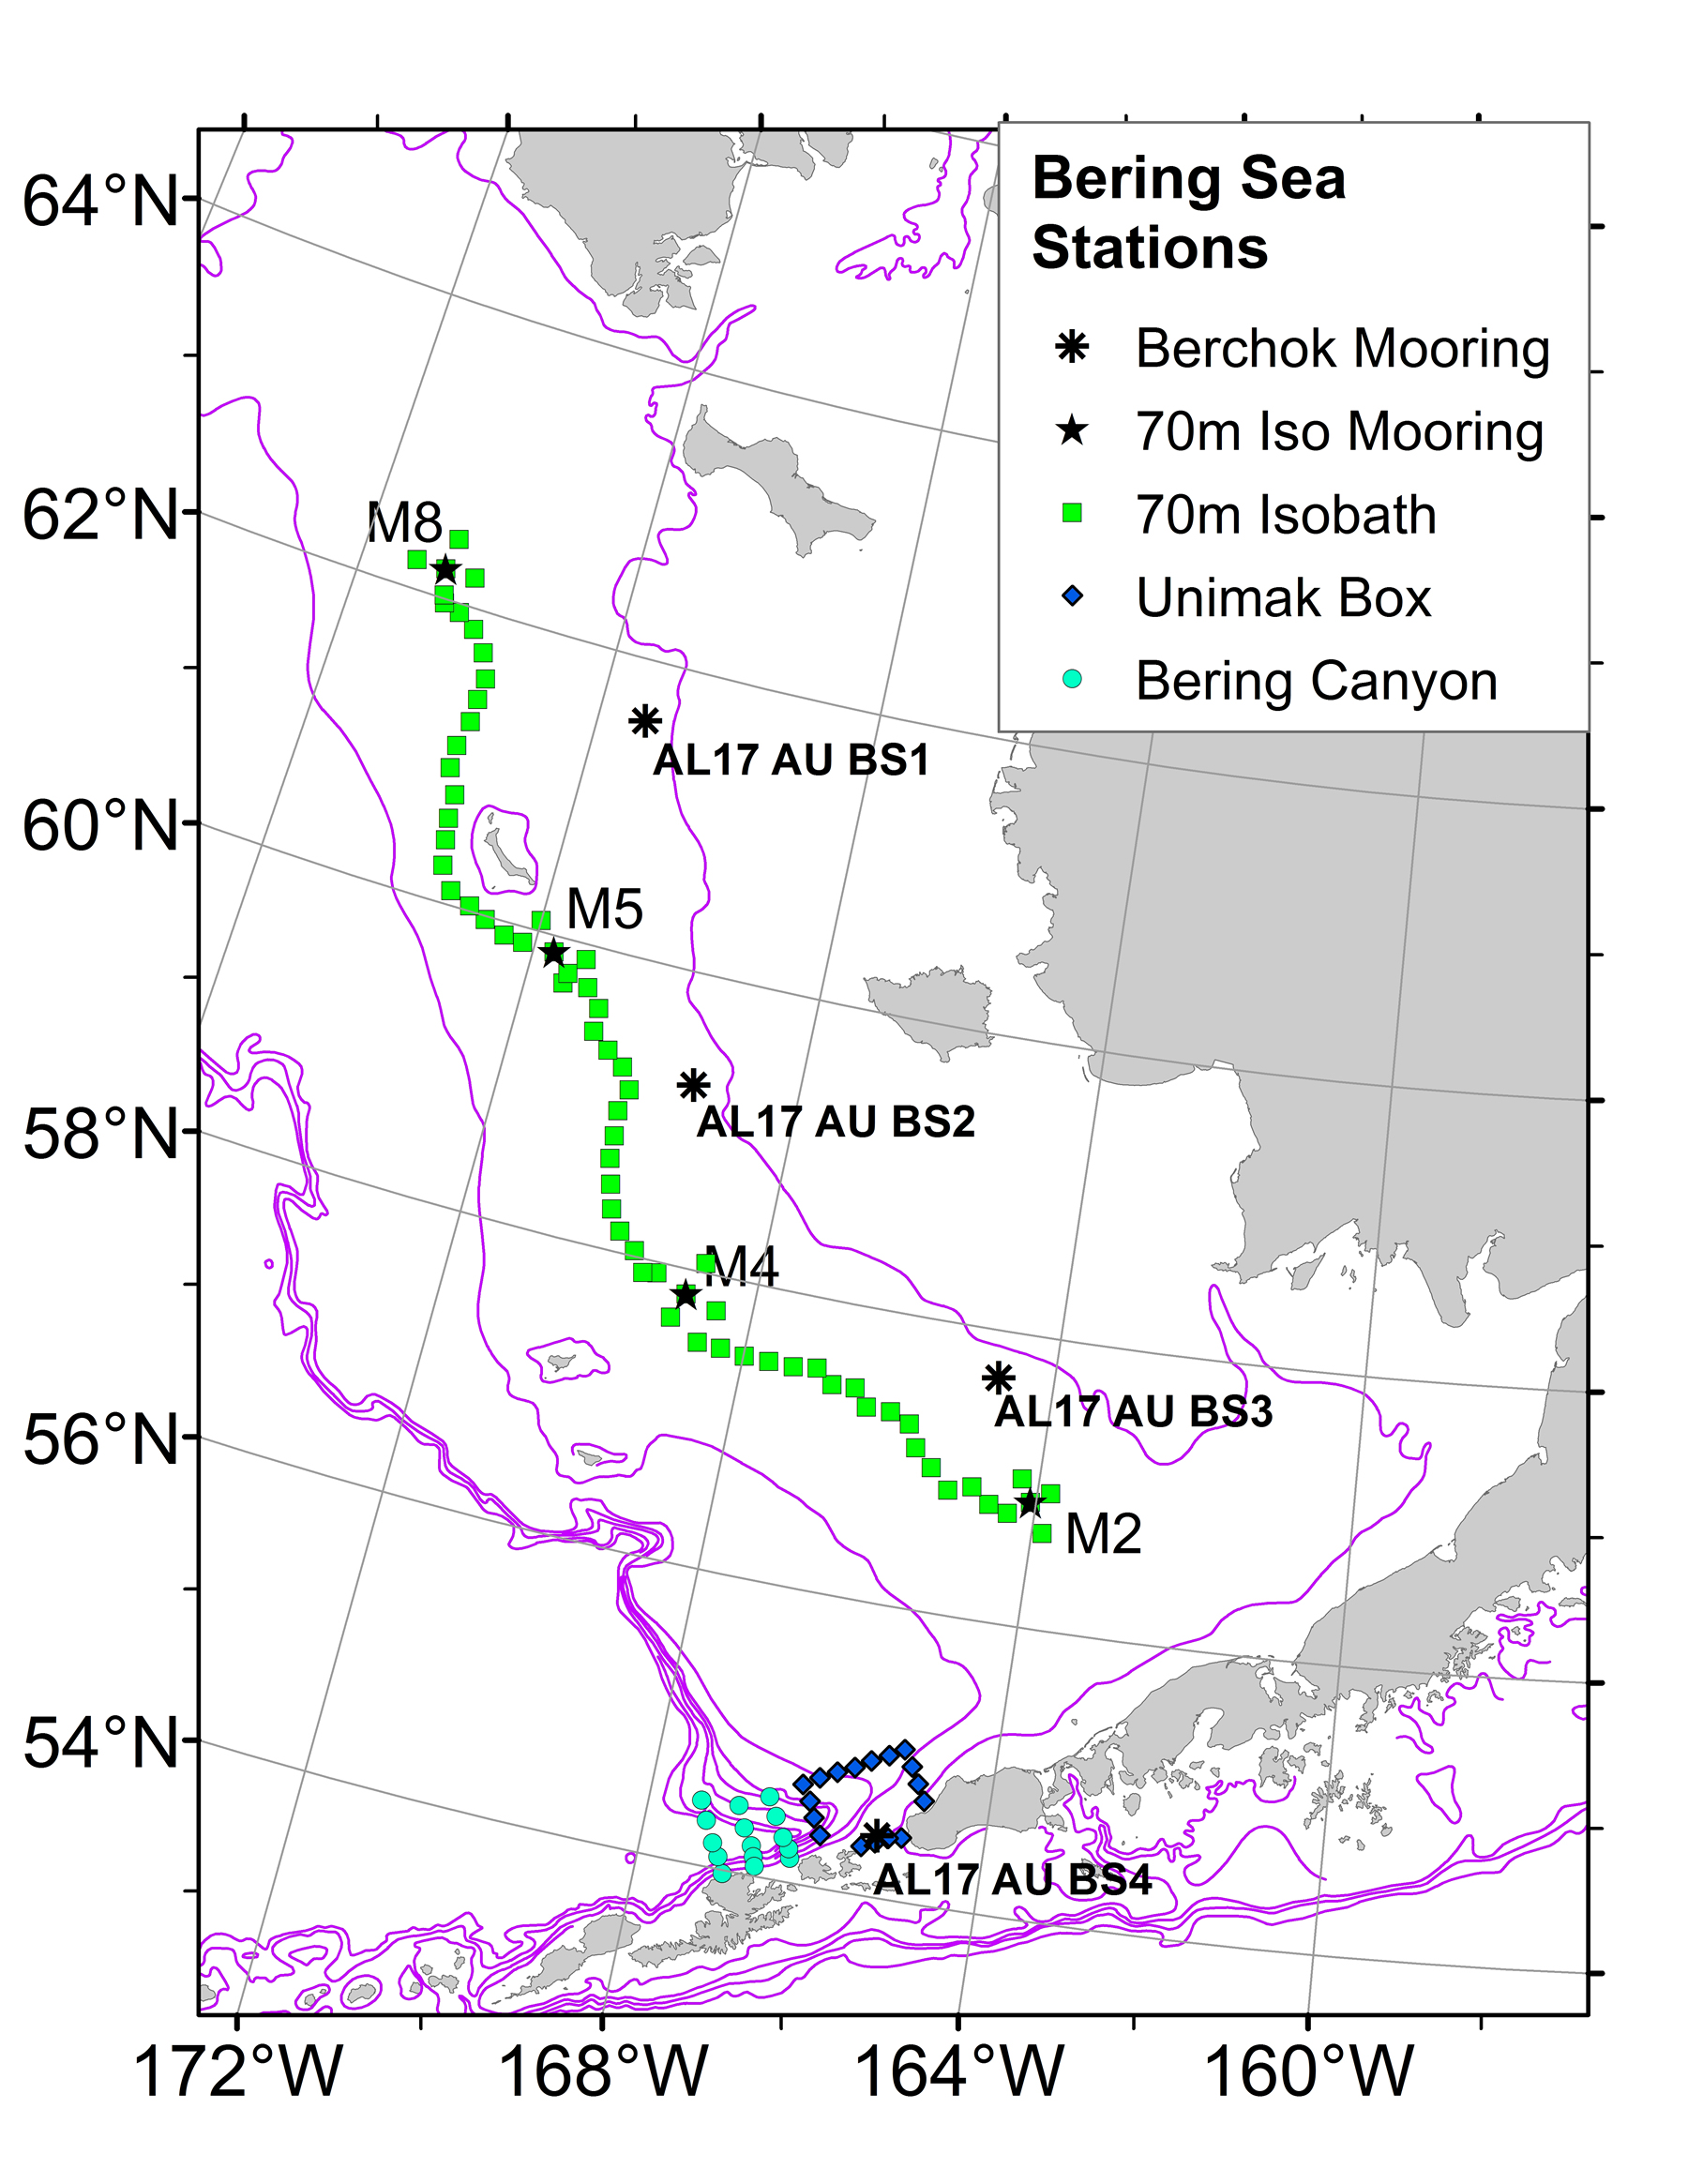 64°N
62°N
60°N
58°N
56°N
54°N
172°W
168°W
164°W
160°W
Bering Sea
Stations
Berchok Mooring
70m Iso Mooring
70m Isobath
Unimak Box
Bering Canyon
M8
AL17 AU BS1
M5
AL17 AU BS2
M4
AL17 AU BS3
M2
AL17 AU BS4